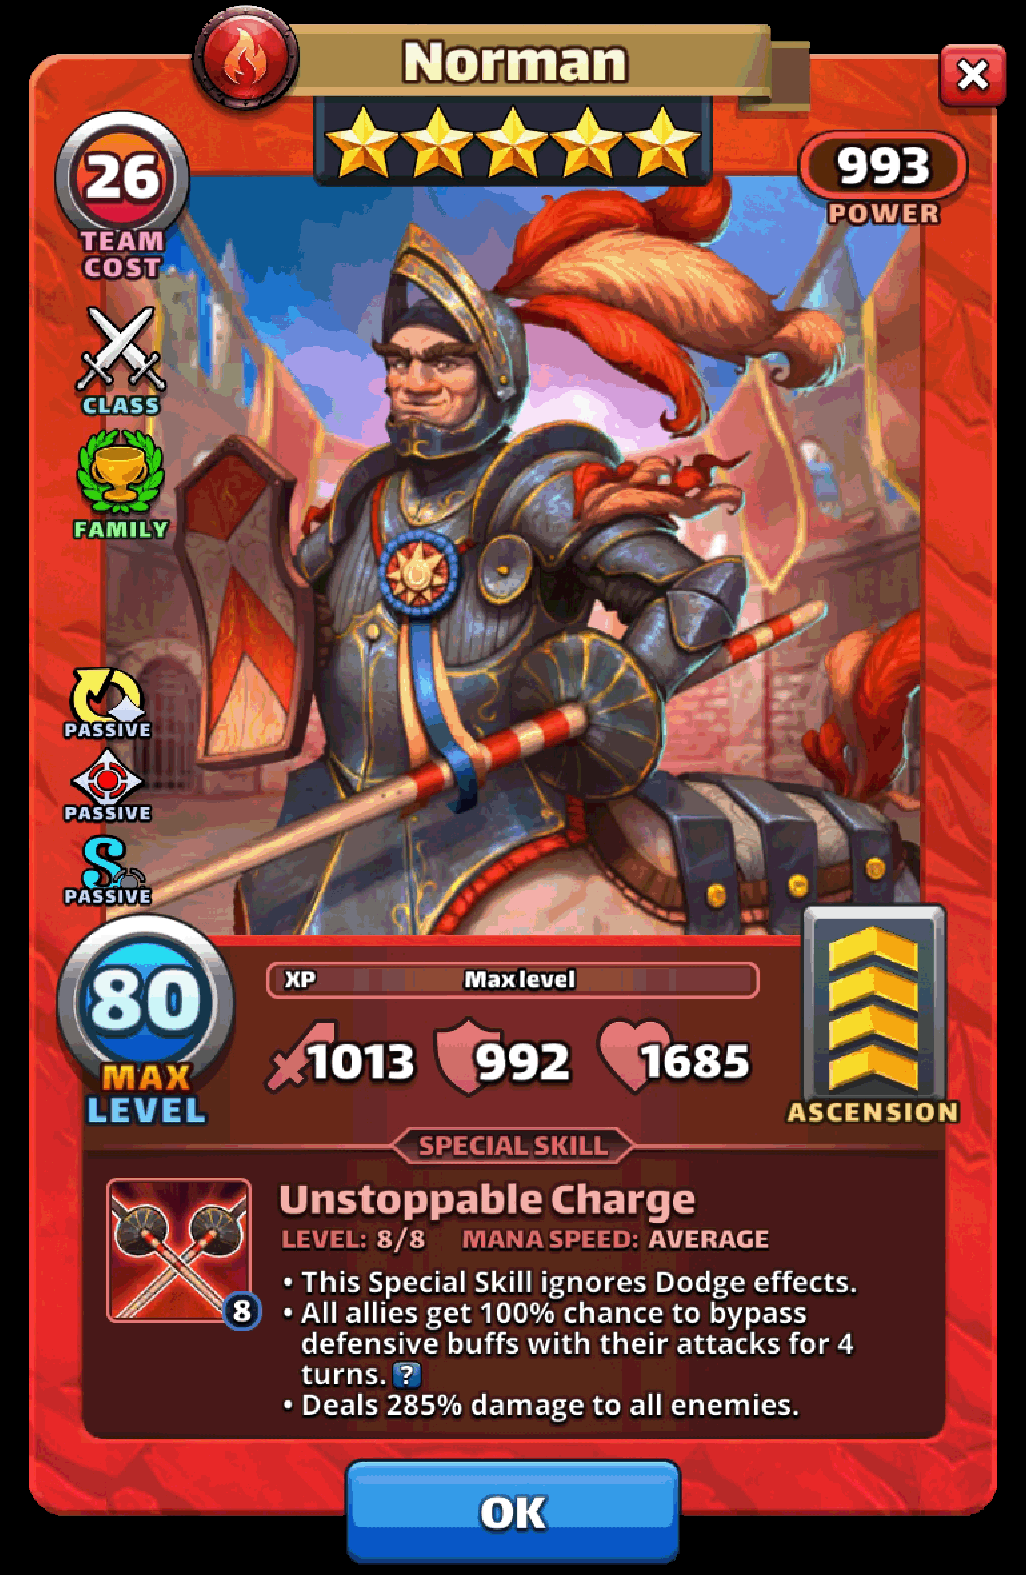 Norman
26
TEAM
COST
993
POWER
CLASS
FAMILY
PASSIVE
PASSIVE
S
PASSIVE
80
MAX
LEVEL
XP Max level
1013 992 1685
ASCENSION
SPECIAL SKILL
Unstoppable Charge
LEVEL: 8/8 MANA SPEED: AVERAGE
8
• This Special Skill ignores Dodge effects.
• All allies get 100% chance to bypass
defensive buffs with their attacks for 4
turns. ?
• Deals 285% damage to all enemies.
OK